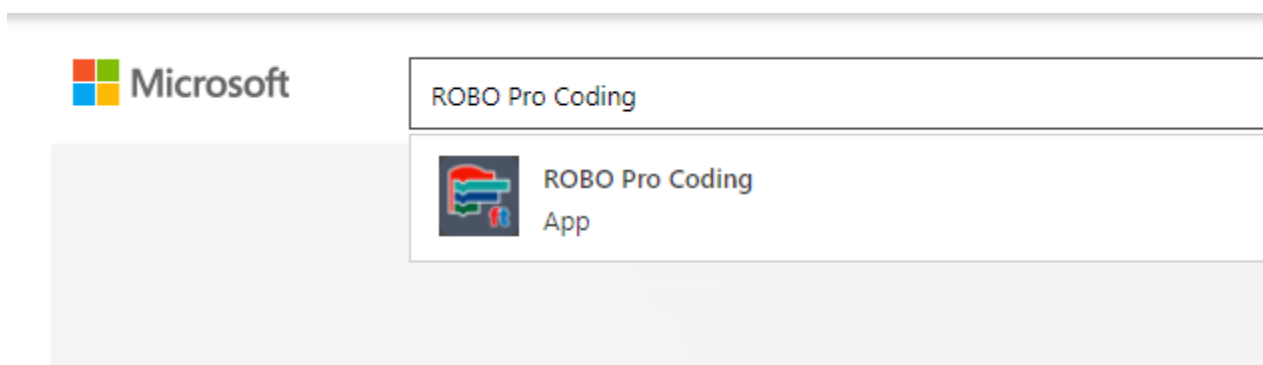 Microsoft
ROBO Pro Coding
ROBO Pro Coding
App
ft